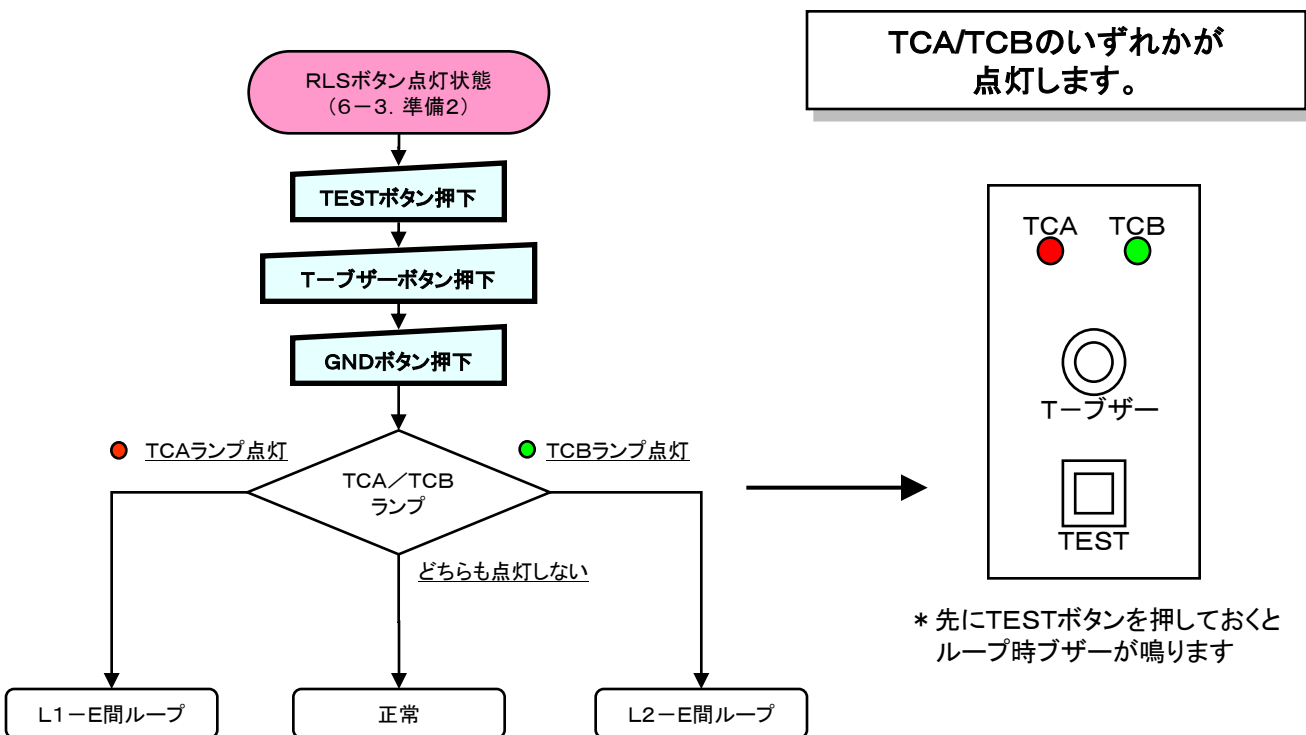 TCA/TCBのいずれかが
点灯します。
RLSボタン点灯状態
（6－3．準備2）
TESTボタン押下
T－ブザーボタン押下
GNDボタン押下
TCAランプ点灯
TCBランプ点灯
TCA／TCB
ランプ
どちらも点灯しない
L1－E間ループ
正常
L2－E間ループ
TCA TCB
T－ブザー
TEST
＊先にTESTボタンを押しておくと
ループ時ブザーが鳴ります